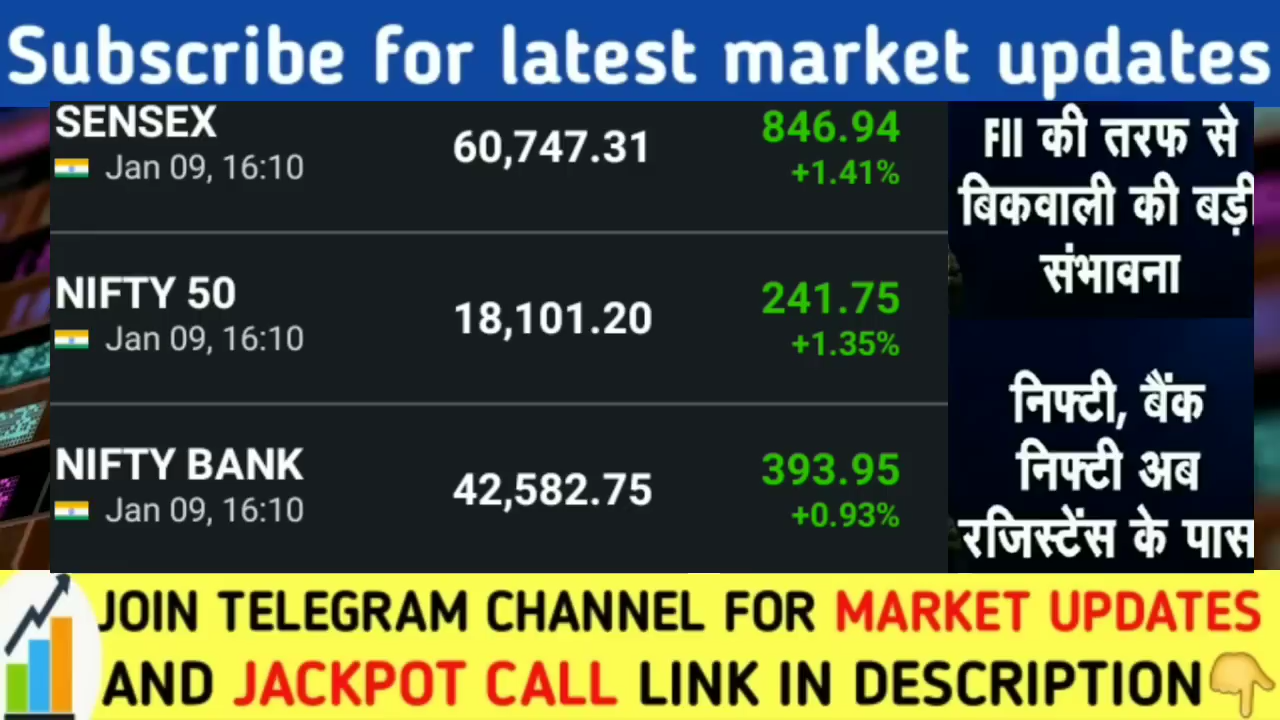 Subscribe for latest market updates
SENSEX
Jan 09, 16:10
60,747.31
846.94
+1.41%
NIFTY 50
Jan 09, 16:10
18,101.20
241.75
+1.35%
NIFTY BANK
Jan 09, 16:10
42,582.75
393.95
+0.93%
FII की तरफ से
बिकवाली की बड़ी
संभावना
निफ्टी, बैंक
निफ्टी अब
रजिस्टेंस के पास
JOIN TELEGRAM CHANNEL FOR MARKET UPDATES
AND JACKPOT CALL LINK IN DESCRIPTION👇